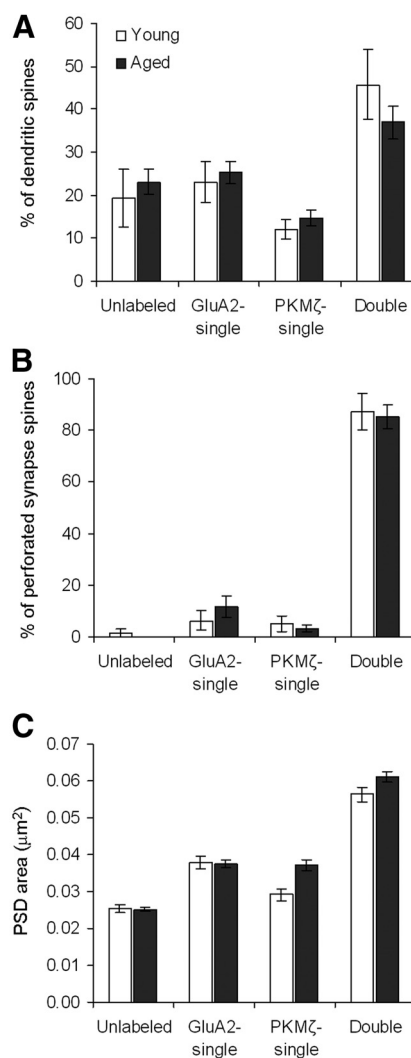 A
Young
Aged
% of dendritic spines
60
50
40
30
20
10
0
Unlabeled GluA2-single PKMζ-single Double
B
% of perforated synapse spines
100
80
60
40
20
0
Unlabeled GluA2-single PKMζ-single Double
C
PSD area (μm²)
0.07
0.06
0.05
0.04
0.03
0.02
0.01
0.00
Unlabeled GluA2-single PKMζ-single Double